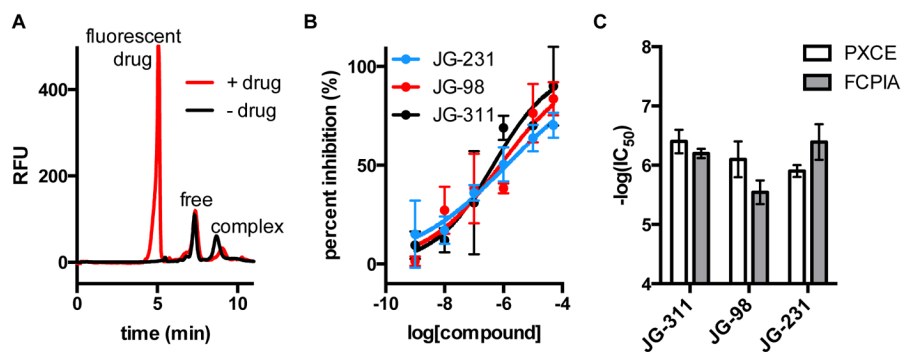 A
fluorescent
drug
+ drug
- drug
free
complex
RFU
400
200
0
0
5
10
time (min)
B
JG-231
JG-98
JG-311
percent inibition (%)
100
50
0
-10
-8
-6
-4
log[compound]
C
PXCE
FCPIA
-log(IC50)
8
7
6
5
4
JG-311
JG-98
JG-231